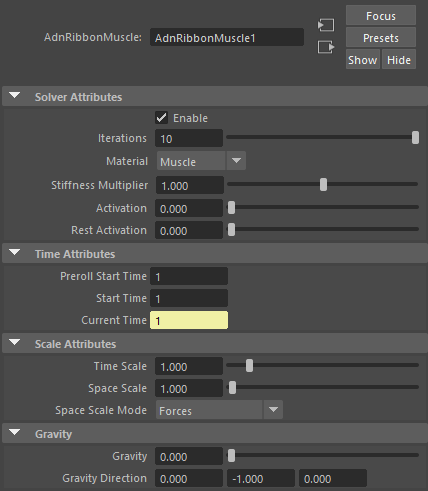 Focus
AdnRibbonMuscle: AdnRibbonMuscle1
Presets
Show Hide
Solver Attributes
Enable
Iterations 10
Material Muscle
Stiffness Multiplier 1.000
Activation 0.000
Rest Activation 0.000
Time Attributes
Preroll Start Time 1
Start Time 1
Current Time 1
Scale Attributes
Time Scale 1.000
Space Scale 1.000
Space Scale Mode Forces
Gravity
Gravity 0.000
Gravity Direction 0.000 -1.000 0.000